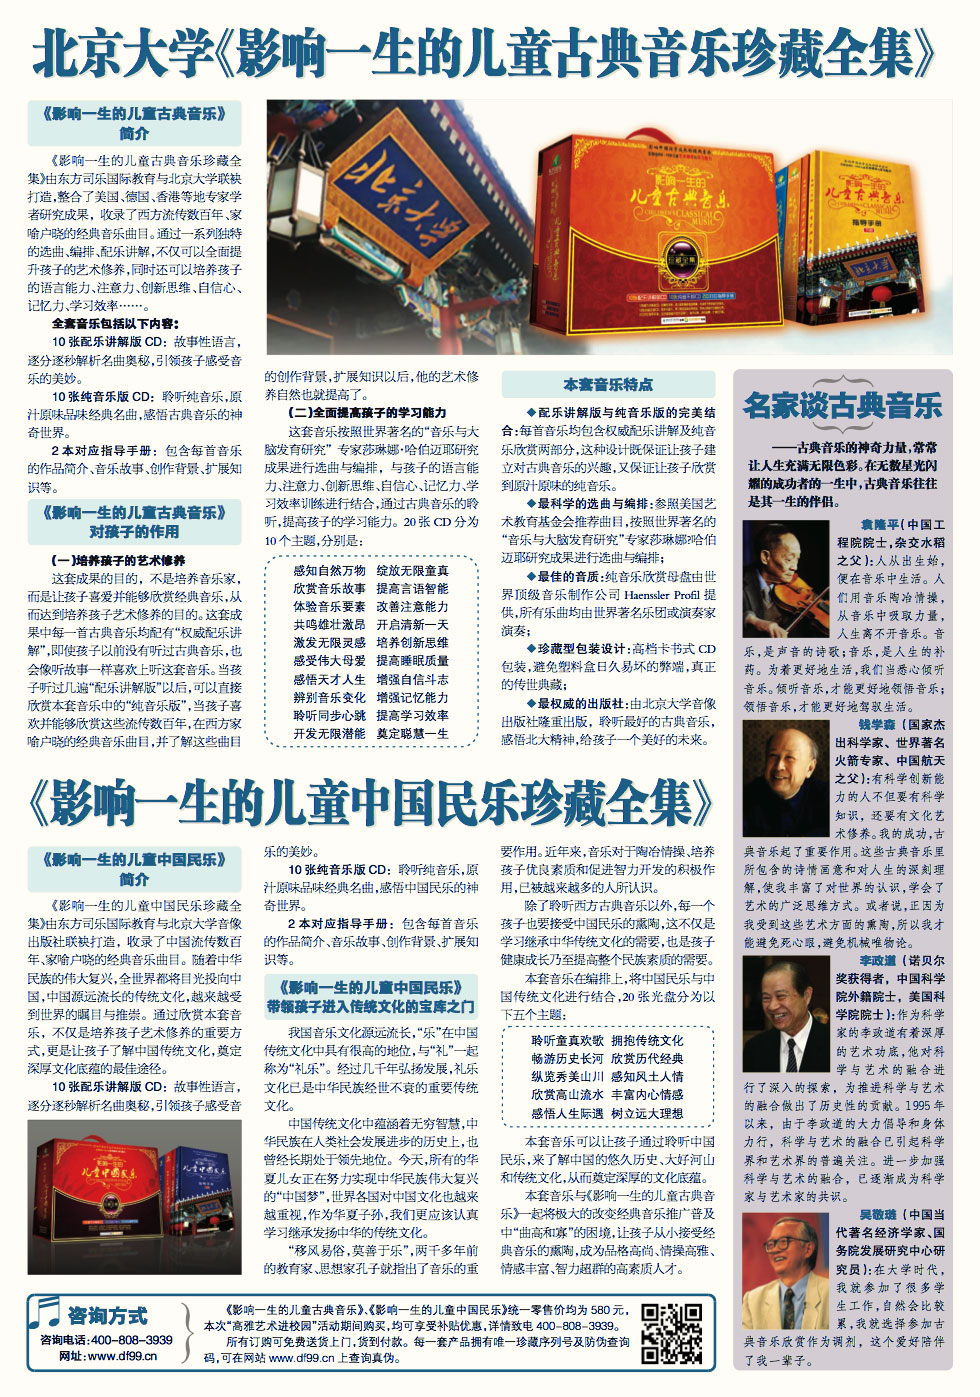 北京大学《影响一生的儿童古典音乐珍藏全集》
《影响一生的儿童古典音乐》
简介
《影响一生的儿童古典音乐珍藏全
集》由东方司乐国际教育与北京大学联袂
打造,整合了美国、德国、香港等地专家学
者研究成果，收录了西方流传数百年、家
喻户晓的经典音乐曲目。通过一系列独特
的选曲、编排、配乐讲解,不仅可以全面提
升孩子的艺术修养,同时还可以培养孩子
的语言能力、注意力、创新思维、自信心、
记忆力、学习效率……。
全套音乐包括以下内容：
10张配乐讲解版CD：故事性语言,
逐分逐秒解析名曲奥秘,引领孩子感受音
乐的美妙。
10张纯音乐版CD：聆听纯音乐,原
汁原味品味经典名曲,感悟古典音乐的神
奇世界。
2本对应指导手册：包含每首音乐
的作品简介、音乐故事、创作背景、扩展知
识等。
《影响一生的儿童古典音乐》
对孩子的作用
(一)培养孩子的艺术修养
这套成果的目的，不是培养音乐家,
而是让孩子喜爱并能够欣赏经典音乐,从
而达到培养孩子艺术修养的目的。这套成
果中每一首古典音乐均配有“权威配乐讲
解”,即使孩子以前没有听过古典音乐,也
会像听故事一样喜欢上听这套音乐。当孩
子听过几遍“配乐讲解版”以后,可以直接
欣赏本套音乐中的“纯音乐版”,当孩子喜
欢并能够欣赏这些流传数百年,在西方家
喻户晓的经典音乐曲目,并了解这些曲目
北京大学
影响一生的
儿童古典音乐
CHILDREN'S CLASSICAL MUSIC
珍藏全集
影响一生的
儿童古典音乐
指导手册
北京大学
的创作背景,扩展知识以后,他的艺术修
养自然也就提高了。
(二)全面提高孩子的学习能力
这套音乐按照世界著名的“音乐与大
脑发育研究” 专家莎琳娜·哈伯迈耶研究
成果进行选曲与编排，与孩子的语言能
力、注意力、创新思维、自信心、记忆力、学
习效率训练进行结合,通过古典音乐的聆
听,提高孩子的学习能力。20张CD分为
10个主题,分别是:
感知自然万物 绽放无限童真
欣赏音乐故事 提高言语智能
体验音乐要素 改善注意能力
共鸣雄壮激昂 开启清新一天
激发无限灵感 培养创新思维
感受伟大母爱 提高睡眠质量
感悟天才人生 增强自信斗志
辨别音乐变化 增强记忆能力
聆听同步心跳 提高学习效率
开发无限潜能 奠定聪慧一生
本套音乐特点
◆配乐讲解版与纯音乐版的完美结
合:每首音乐均包含权威配乐讲解及纯音
乐欣赏两部分,这种设计既保证让孩子建
立对古典音乐的兴趣,又保证让孩子欣赏
到原汁原味的纯音乐。
◆最科学的选曲与编排:参照美国艺
术教育基金会推荐曲目,按照世界著名的
“音乐与大脑发育研究”专家莎琳娜?哈伯
迈耶研究成果进行选曲与编排;
◆最佳的音质:纯音乐欣赏母盘由世
界顶级音乐制作公司 Haenssler Profil 提
供,所有乐曲均由世界著名乐团或演奏家
演奏;
◆珍藏型包装设计:高档卡书式CD
包装,避免塑料盒日久易坏的弊端,真正
的传世典藏;
◆最权威的出版社:由北京大学音像
出版社隆重出版，聆听最好的古典音乐,
感悟北大精神,给孩子一个美好的未来。
名家谈古典音乐
——古典音乐的神奇力量,常常
让人生充满无限色彩。在无数星光闪
耀的成功者的一生中,古典音乐往往
是其一生的伴侣。
袁隆平(中国工
程院院士,杂交水稻
之父):人从出生始,
便在音乐中生活。人
们用音乐陶冶情操,
从音乐中吸取力量,
人生离不开音乐。音
乐,是声音的诗歌;音乐,是人生的补
药。为着更好地生活,我们当悉心倾听
音乐。倾听音乐,才能更好地领悟音乐;
领悟音乐,才能更好地驾驭生活。
钱学森（国家杰
出科学家、世界著名
火箭专家、中国航天
之父):有科学创新能
力的人不但要有科学
知识，还要有文化艺
术修养。我的成功,古
典音乐起了重要作用。这些古典音乐里
所包含的诗情画意和对人生的深刻理
解,使我丰富了对世界的认识,学会了
艺术的广泛思维方式。或者说,正因为
我受到这些艺术方面的熏陶,所以我才
能避免死心眼,避免机械唯物论。
李政道（诺贝尔
奖获得者，中国科学
院外籍院士，美国科
学院院士):作为科学
家的李政道有着深厚
的艺术功底,他对科
学与艺术的融合进
行了深入的探索，为推进科学与艺术
的融合做出了历史性的贡献。1995年
以来，由于李政道的大力倡导和身体
力行，科学与艺术的融合已引起科学
界和艺术界的普遍关注。进一步加强
科学与艺术的融合，已逐渐成为科学
家与艺术家的共识。
吴敬琏（中国当
代著名经济学家、国
务院发展研究中心研
究员):在大学时代,
我就参加了很多学
生工作,自然会比较
累,我就选择参加古
典音乐欣赏作为调剂，这个爱好陪伴
了我一辈子。
《影响一生的儿童中国民乐珍藏全集》
《影响一生的儿童中国民乐》
简介
《影响一生的儿童中国民乐珍藏全
集》由东方司乐国际教育与北京大学音像
出版社联袂打造，收录了中国流传数百
年、家喻户晓的经典音乐曲目。随着中华
民族的伟大复兴,全世界都将目光投向中
国,中国源远流长的传统文化,越来越受
到世界的瞩目与推崇。通过欣赏本套音
乐，不仅是培养孩子艺术修养的重要方
式,更是让孩子了解中国传统文化,奠定
深厚文化底蕴的最佳途径。
10张配乐讲解版CD：故事性语言,
逐分逐秒解析名曲奥秘,引领孩子感受音
影响一生的
儿童中国民乐
乐的美妙。
10张纯音乐版CD：聆听纯音乐,原
汁原味品味经典名曲,感悟中国民乐的神
奇世界。
2本对应指导手册：包含每首音乐
的作品简介、音乐故事、创作背景、扩展知
识等。
《影响一生的儿童中国民乐》
带领孩子进入传统文化的宝库之门
我国音乐文化源远流长,“乐”在中国
传统文化中具有很高的地位,与“礼”一起
称为“礼乐”。经过几千年弘扬发展,礼乐
文化已是中华民族经世不衰的重要传统
文化。
中国传统文化中蕴涵着无穷智慧,中
华民族在人类社会发展进步的历史上,也
曾经长期处于领先地位。今天,所有的华
夏儿女正在努力实现中华民族伟大复兴
的“中国梦”,世界各国对中国文化也越来
越重视,作为华夏子孙,我们更应该认真
学习继承发扬中华的传统文化。
“移风易俗,莫善于乐”,两千多年前
的教育家、思想家孔子就指出了音乐的重
要作用。近年来,音乐对于陶冶情操、培养
孩子优良素质和促进智力开发的积极作
用,已被越来越多的人所认识。
除了聆听西方古典音乐以外,每一个
孩子也要接受中国民乐的熏陶,这不仅是
学习继承中华传统文化的需要,也是孩子
健康成长乃至提高整个民族素质的需要。
本套音乐在编排上,将中国民乐与中
国传统文化进行结合,20张光盘分为以
下五个主题:
聆听童真欢歌 拥抱传统文化
畅游历史长河 欣赏历代经典
纵览秀美山川 感知风土人情
欣赏高山流水 丰富内心情感
感悟人生际遇 树立远大理想
本套音乐可以让孩子通过聆听中国
民乐,来了解中国的悠久历史、大好河山
和传统文化,从而奠定深厚的文化底蕴。
本套音乐与《影响一生的儿童古典音
乐》一起将极大的改变经典音乐推广普及
中“曲高和寡”的困境,让孩子从小接受经
典音乐的熏陶,成为品格高尚、情操高雅、
情感丰富、智力超群的高素质人才。
咨询方式
咨询电话:400-808-3939
网址:www.df99.cn
《影响一生的儿童古典音乐》、《影响一生的儿童中国民乐》统一零售价均为580元,
本次“高雅艺术进校园”活动期间购买,均可享受补贴优惠,详情致电400-808-3939。
所有订购可免费送货上门,货到付款。每一套产品拥有唯一珍藏序列号及防伪查询
码,可在网站www.df99.cn上查询真伪。